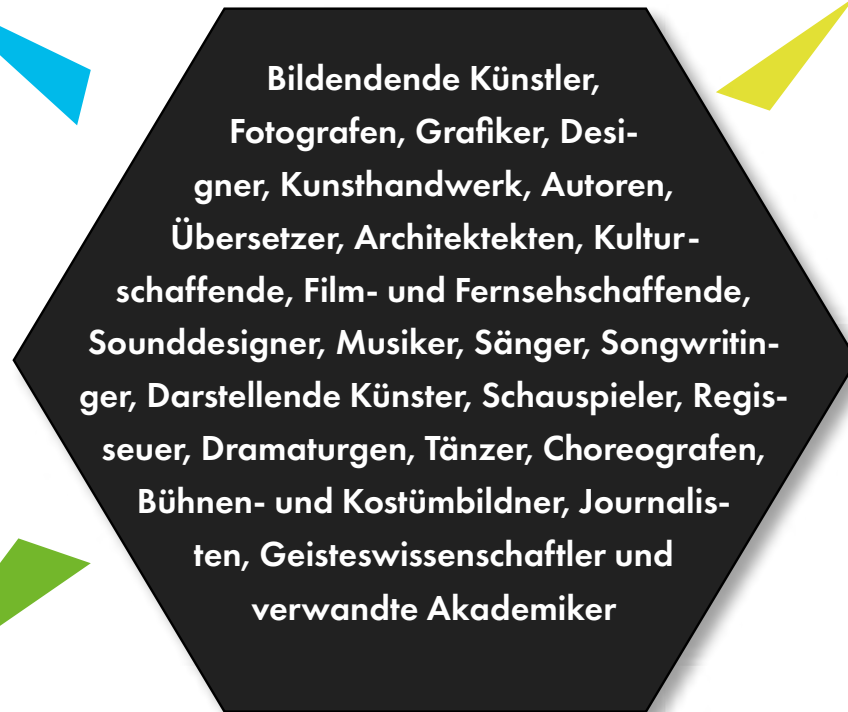 Bildendende Künstler,
Fotografen, Grafiker, Desi-
gner, Kunsthandwerk, Autoren,
Übersetzer, Architektekten, Kultur-
schaffende, Film- und Fernsehschaffende,
Sounddesigner, Musiker, Sänger, Songwritin-
ger, Darstellende Künster, Schauspieler, Regis-
seuer, Dramaturgen, Tänzer, Choreografen,
Bühnen- und Kostümbildner, Journalis-
ten, Geisteswissenschaftler und
verwandte Akademiker